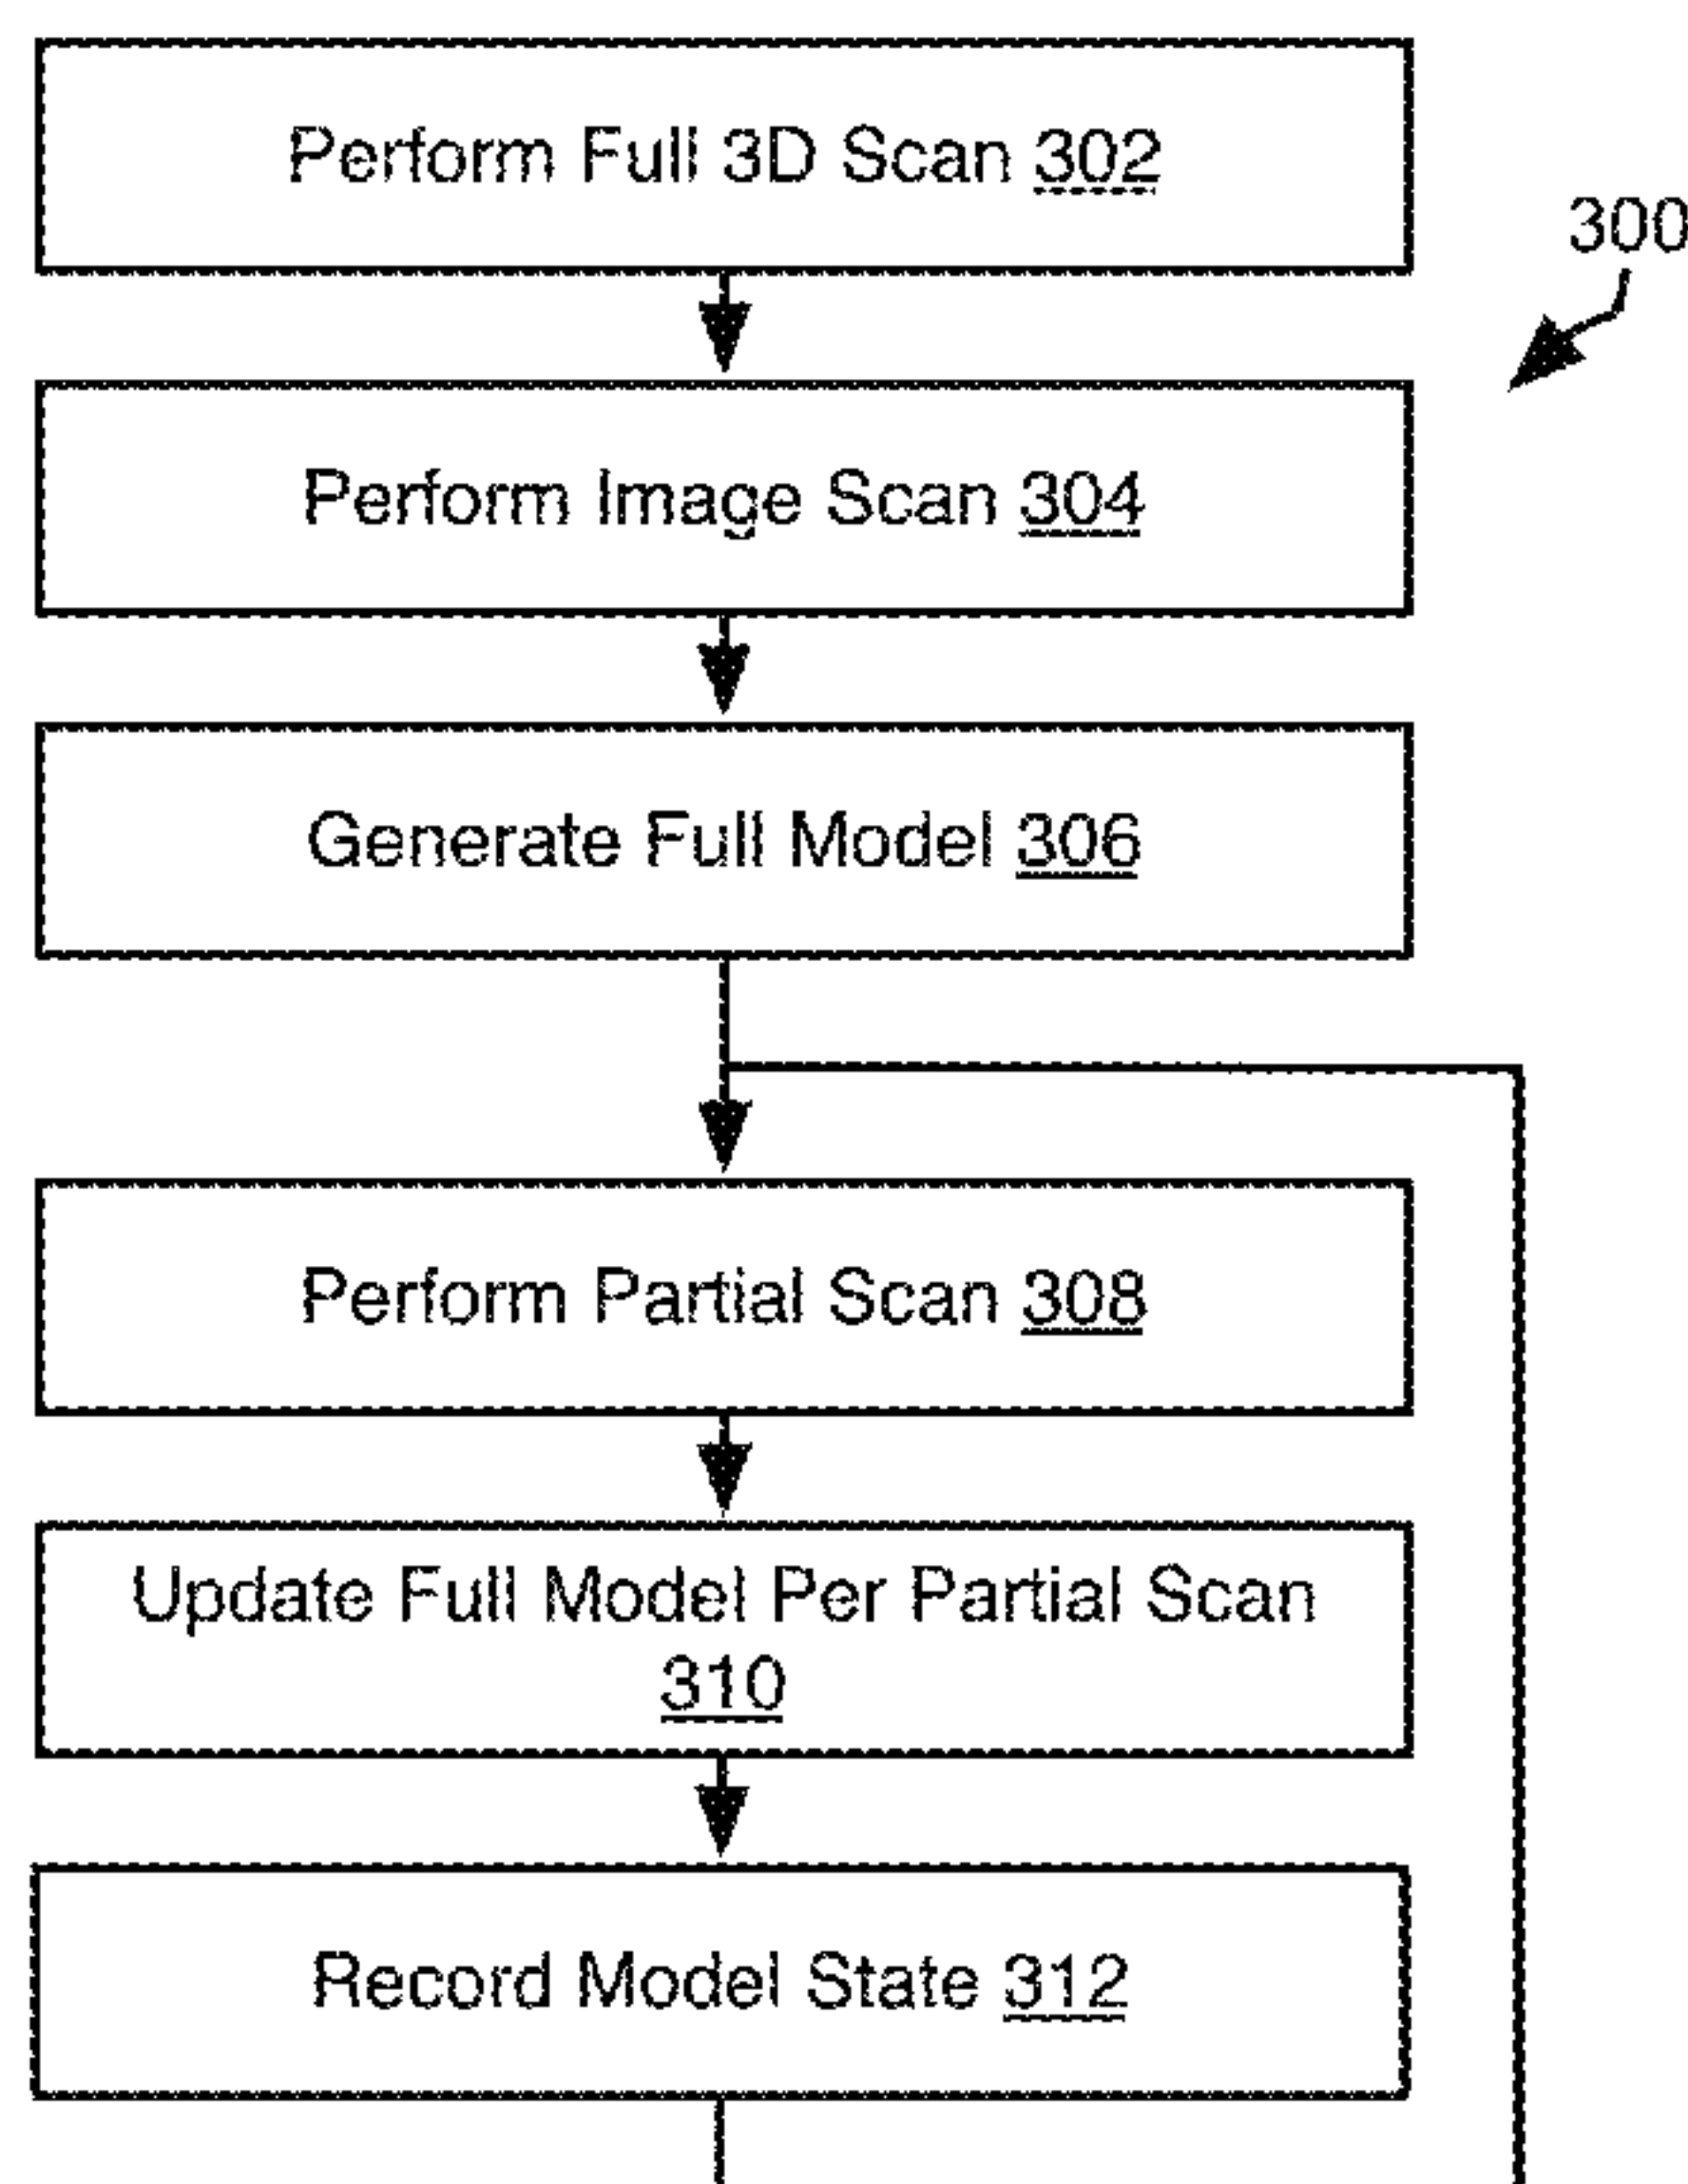 Perform Full 3D Scan 302
300
Perform Image Scan 304
Generate Full Model 306
Perform Partial Scan 308
Update Full Model Per Partial Scan
310
Record Model State 312